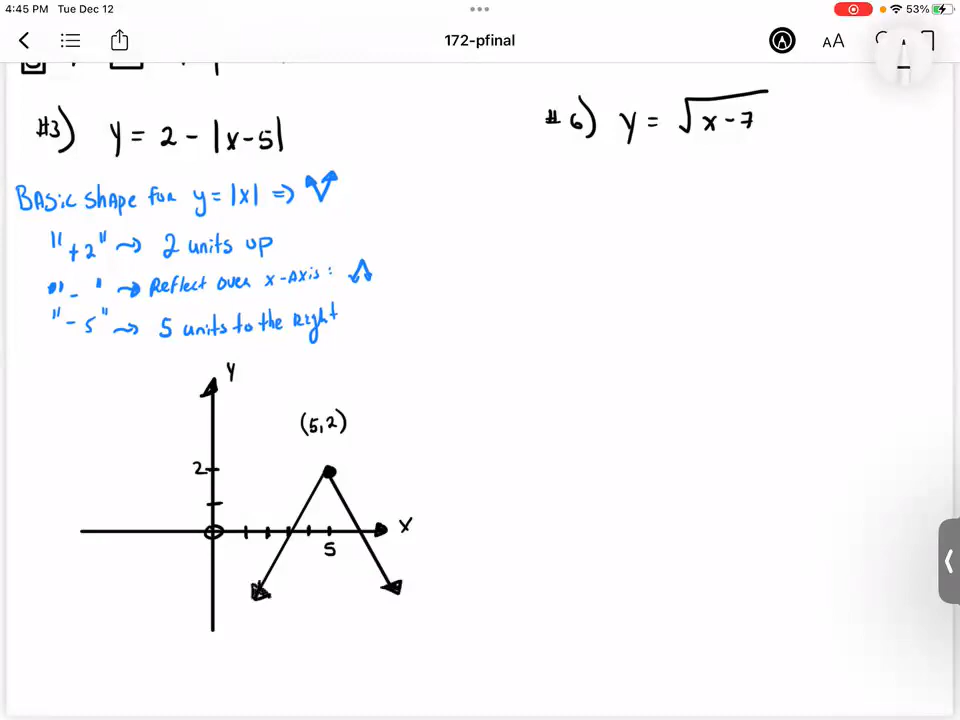 4:45 PM Tue Dec 12
53%
172-pfinal
AA
#3) y = 2 - |x-5|
Basic shape for y = |x| ⇒
"+2" → 2 units up
"-" → Reflect over x-axis:
"-5" → 5 units to the Right
y
(5,2)
2
x
5
#6) y = √x-7